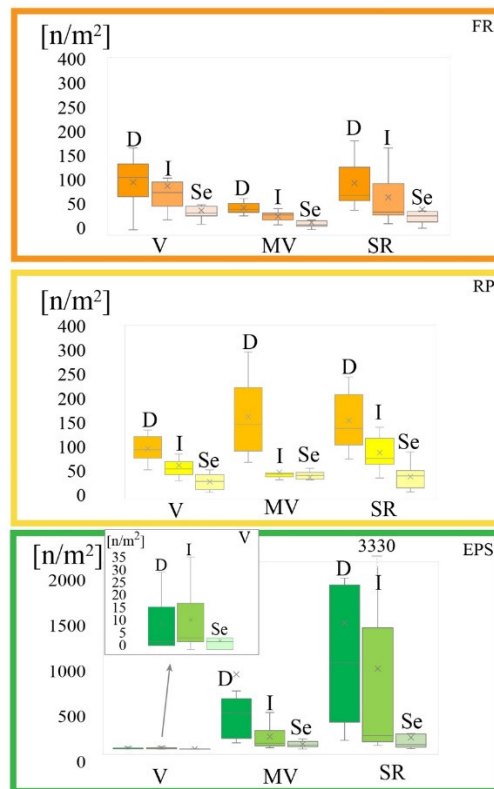 [n/m²]
FR
400
350
300
250
200
150
100
50
0
D
I
Se
D
I
Se
D
I
Se
V MV SR
[n/m²]
RP
400
350
300
250
200
150
100
50
0
D
I
Se
D
I
Se
D
I
Se
V MV SR
[n/m²]
V
35
30
25
20
15
10
5
0
D
I
Se
3330
EPS
2000
1500
1000
500
0
D
I
Se
D
I
Se
V MV SR